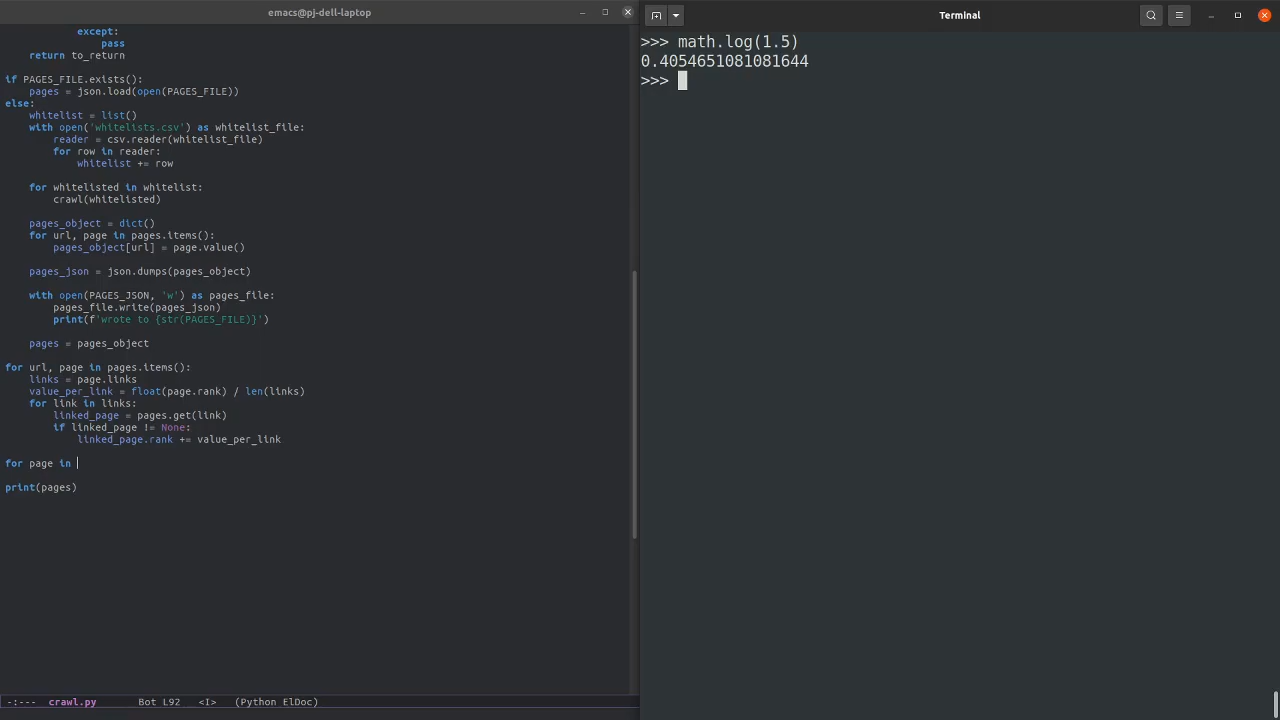 emacs@pj-dell-laptop
            except:
                pass
    return to_return

if PAGES_FILE.exists():
    pages = json.load(open(PAGES_FILE))
else:
    whitelist = list()
    with open('whitelists.csv') as whitelist_file:
        reader = csv.reader(whitelist_file)
        for row in reader:
            whitelist += row

    for whitelisted in whitelist:
        crawl(whitelisted)

    pages_object = dict()
    for url, page in pages.items():
        pages_object[url] = page.value()

    pages_json = json.dumps(pages_object)

    with open(PAGES_JSON, 'w') as pages_file:
        pages_file.write(pages_json)
        print(f'wrote to {str(PAGES_FILE)}')

    pages = pages_object

for url, page in pages.items():
    links = page.links
    value_per_link = float(page.rank) / len(links)
    for link in links:
        linked_page = pages.get(link)
        if linked_page != None:
            linked_page.rank += value_per_link

for page in

print(pages)
-:---  crawl.py       Bot L92   <I>   (Python ElDoc)
Terminal
>>> math.log(1.5)
0.4054651081081644
>>>